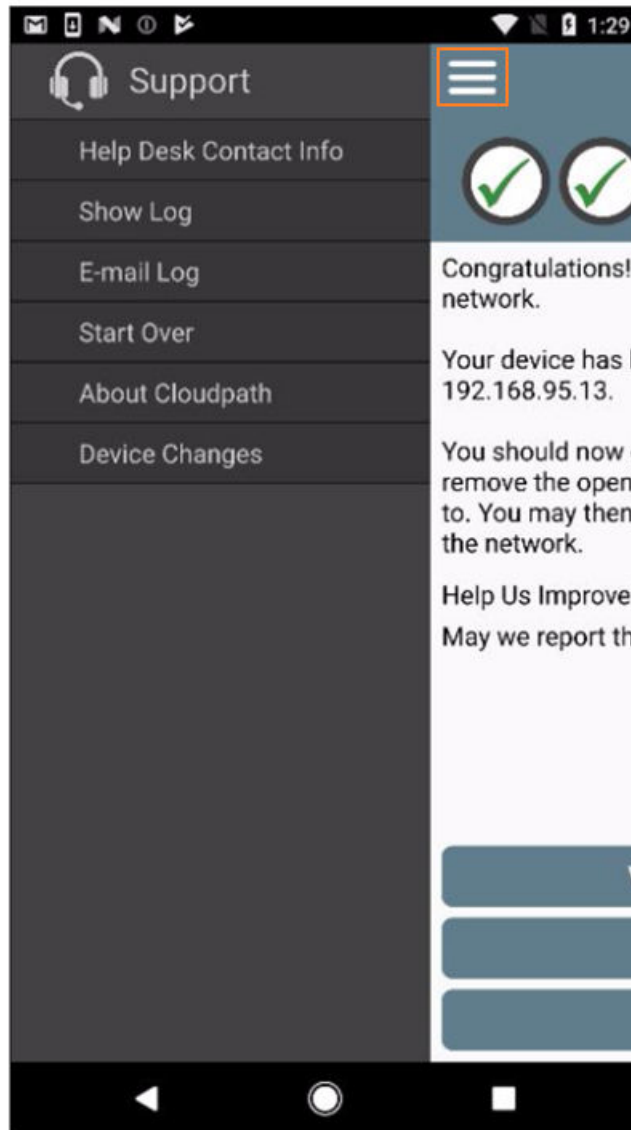 1:29
Support
Help Desk Contact Info
Show Log
E-mail Log
Start Over
About Cloudpath
Device Changes
Congratulations!
network.
Your device has
192.168.95.13.
You should now
remove the open
to. You may then
the network.
Help Us Improve
May we report th